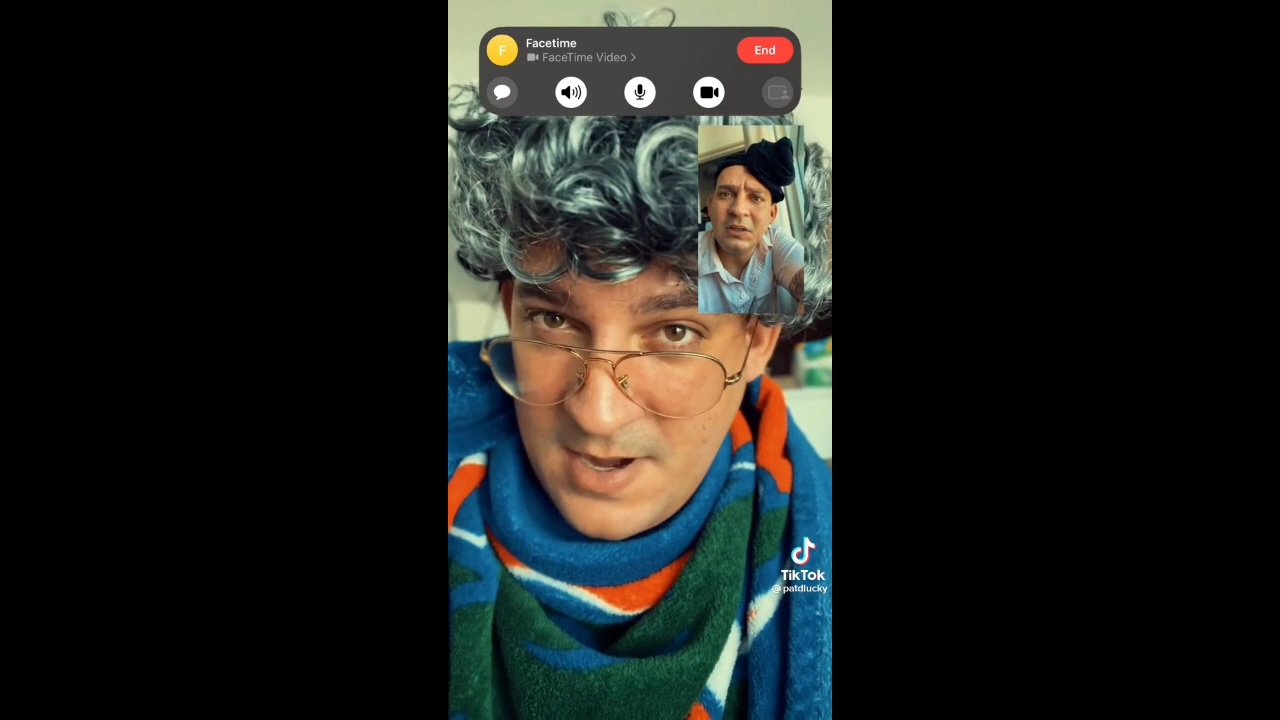 Facetime
F
FaceTime Video
End
TikTok
@patdlucky